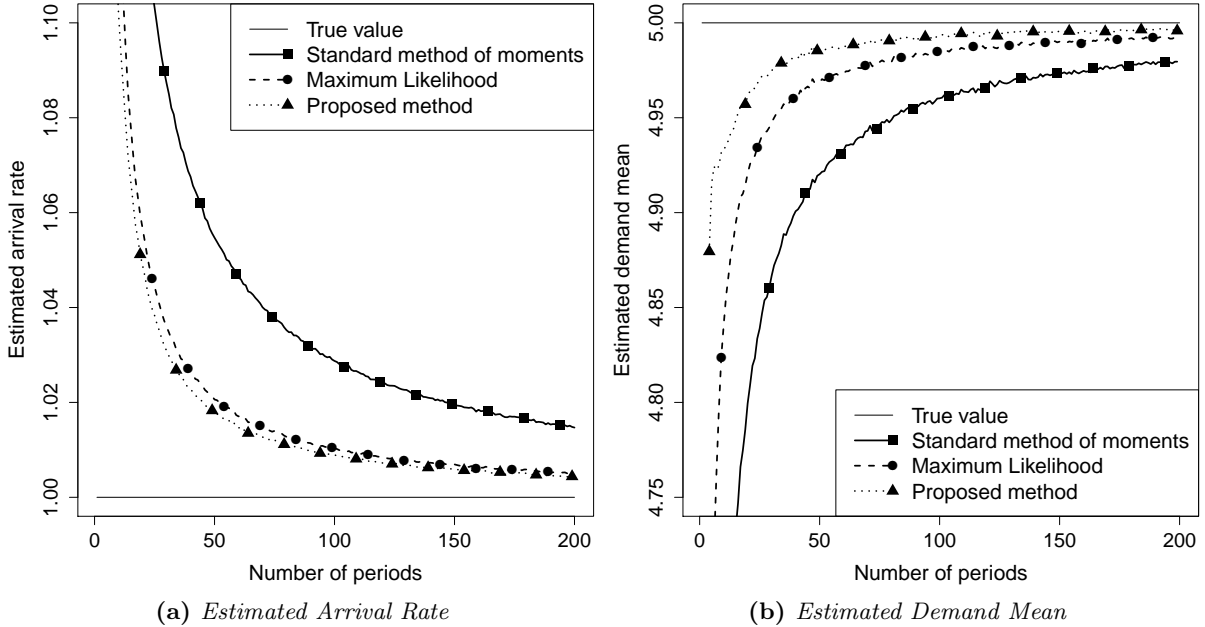 Estimated arrival rate
1.10
1.08
1.06
1.04
1.02
1.00
True value
Standard method of moments
Maximum Likelihood
Proposed method
0 50 100 150 200
Number of periods
(a) Estimated Arrival Rate
Estimated demand mean
5.00
4.95
4.90
4.85
4.80
4.75
True value
Standard method of moments
Maximum Likelihood
Proposed method
0 50 100 150 200
Number of periods
(b) Estimated Demand Mean